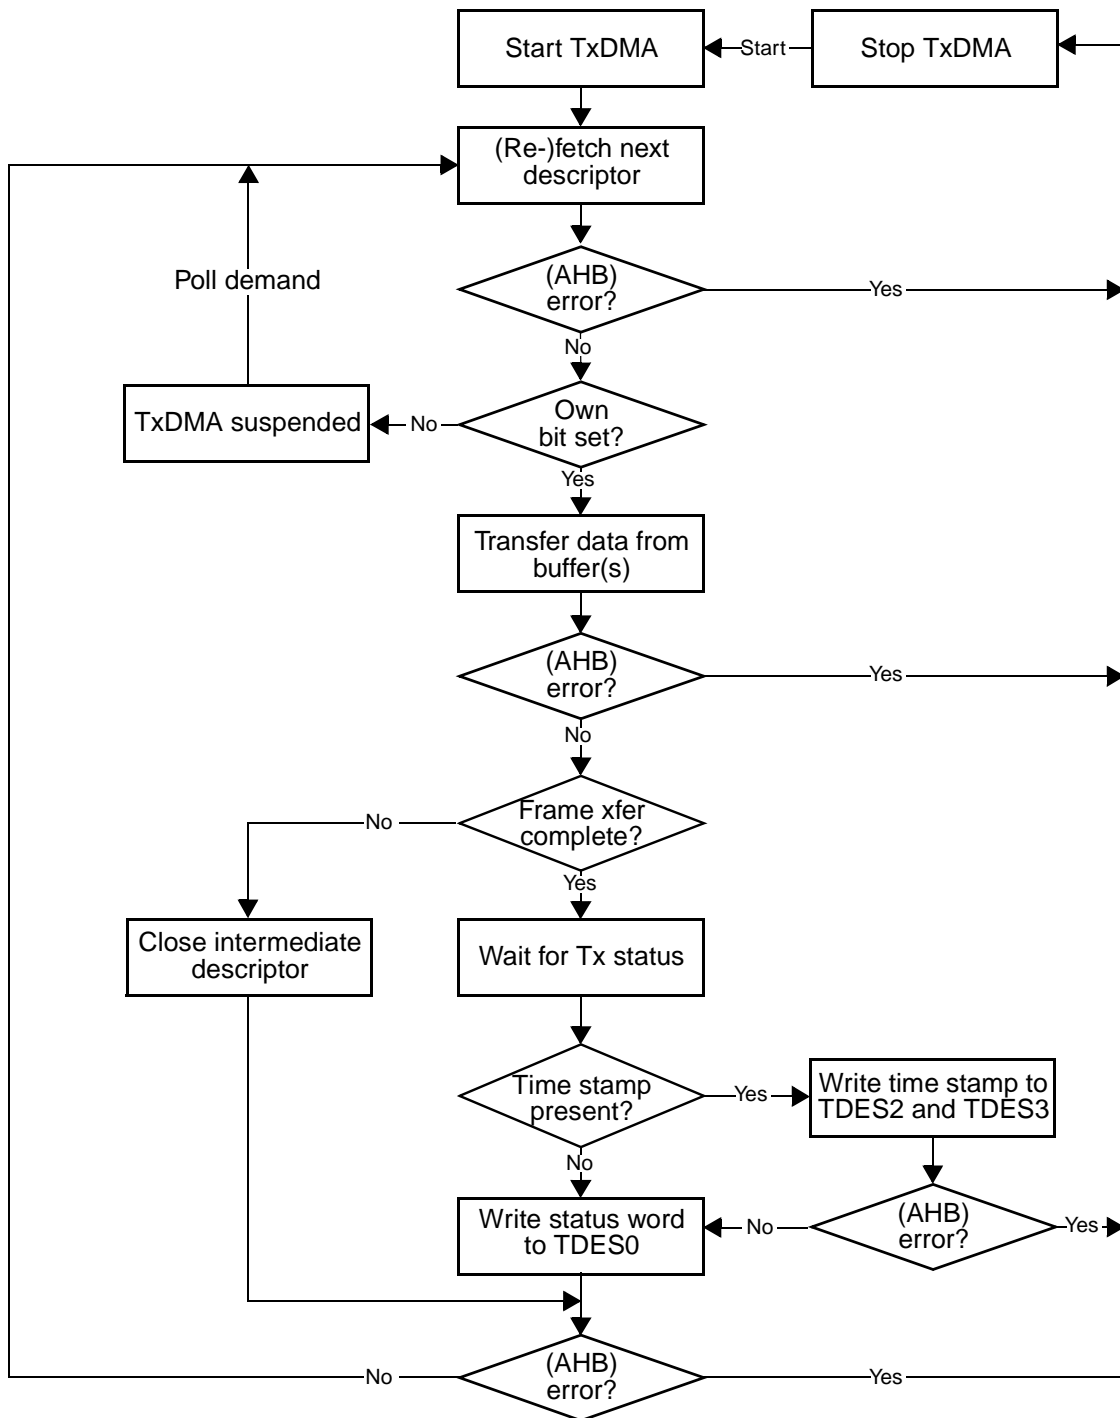 Start TxDMA
Start
Stop TxDMA
(Re-)fetch next
descriptor
Poll demand
(AHB)
error?
Yes
No
TxDMA suspended
No
Own
bit set?
Yes
Transfer data from
buffer(s)
(AHB)
error?
Yes
No
No
Frame xfer
complete?
Yes
Close intermediate
descriptor
Wait for Tx status
Time stamp
present?
Yes
Write time stamp to
TDES2 and TDES3
No
Write status word
to TDES0
No
(AHB)
error?
Yes
No
(AHB)
error?
Yes